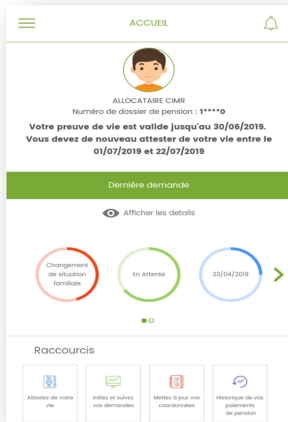 ACCUEIL
ALLOCATAIRE CIMR
Numéro de dossier de pension : 1****0
Votre preuve de vie est valide jusqu'au 30/06/2019.
Vous devez de nouveau attester de votre vie entre le
01/07/2019 et 22/07/2019
Dernière demande
Afficher les details
Changement
de situation
familiale
En Attente
23/04/2019
Raccourcis
Attestez de votre
vie
Initiez et suivez
vos demandes
Mettez à jour vos
coordonnées
Historique de vos
paiements
de pension